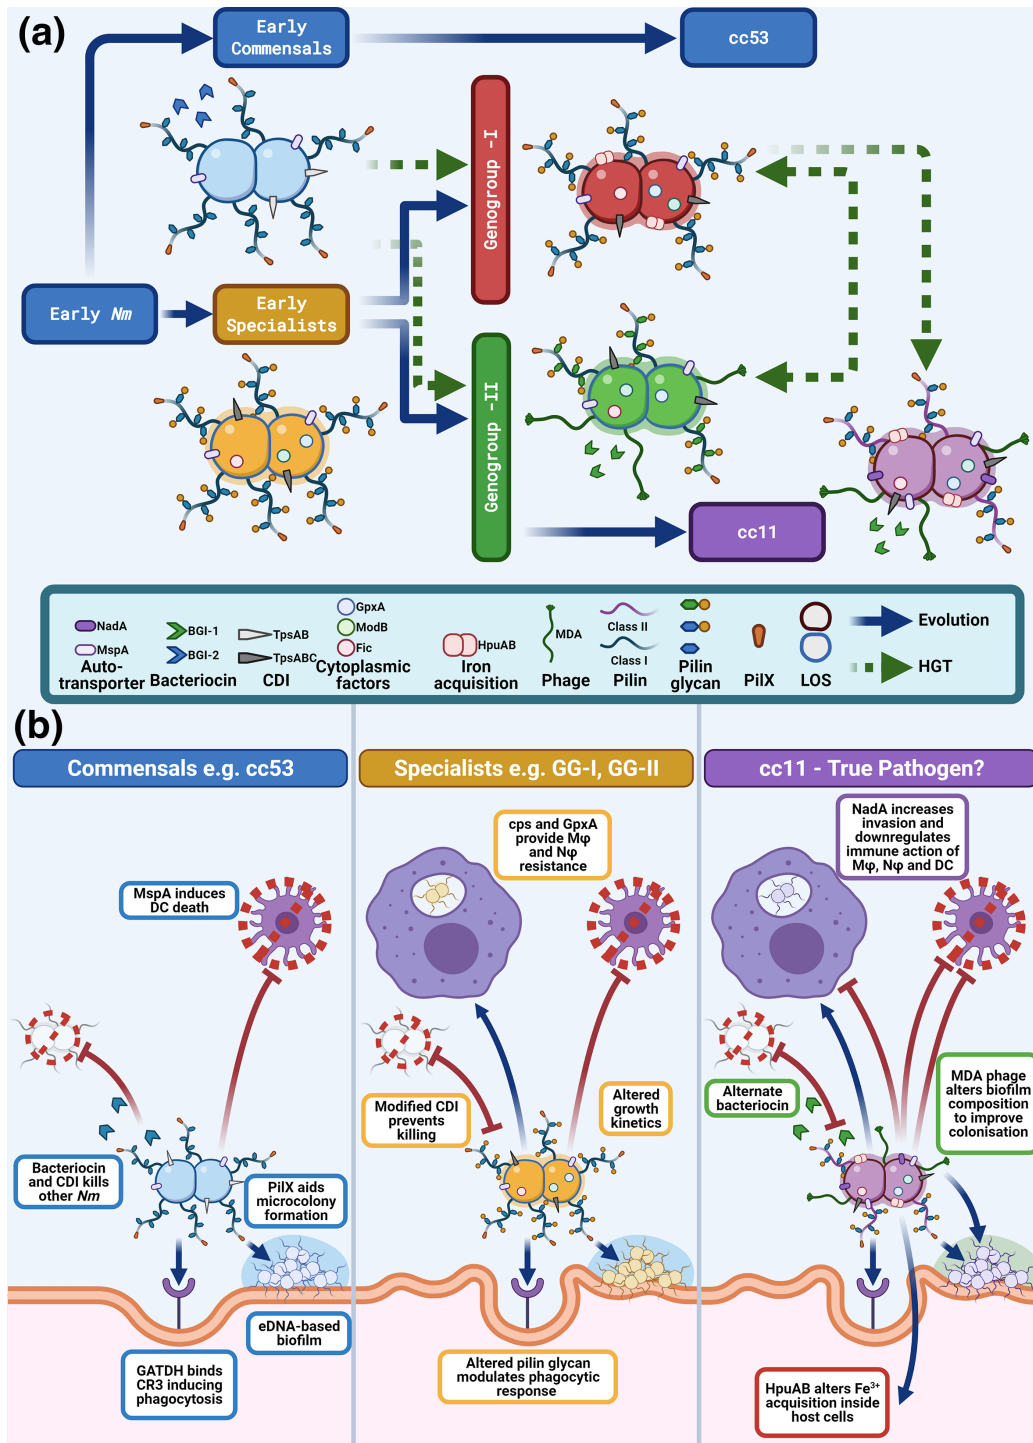 (a)
Early
Commensals
cc53
Genogroup -I
Early Nm
Early
Specialists
Genogroup -II
cc11
NadA
MspA
Auto-
transporter
BGI-1
BGI-2
Bacteriocin
TpsAB
TpsABC
CDI
GpxA
ModB
Fic
Cytoplasmic
factors
HpuAB
Iron
acquisition
MDA
Phage
Class II
Class I
Pilin
Pilin
glycan
PilX
LOS
Evolution
HGT
(b)
Commensals e.g. cc53
MspA induces
DC death
Bacteriocin
and CDI kills
other Nm
PilX aids
microcolony
formation
eDNA-based
biofilm
GATDH binds
CR3 inducing
phagocytosis
Specialists e.g. GG-I, GG-II
cps and GpxA
provide Mφ
and Nφ
resistance
Modified CDI
prevents
killing
Altered
growth
kinetics
Altered pilin glycan
modulates phagocytic
response
cc11 - True Pathogen?
NadA increases
invasion and
downregulates
immune action of
Mφ, Nφ and DC
Alternate
bacteriocin
MDA phage
alters biofilm
composition
to improve
colonisation
HpuAB alters Fe³⁺
acquisition inside
host cells